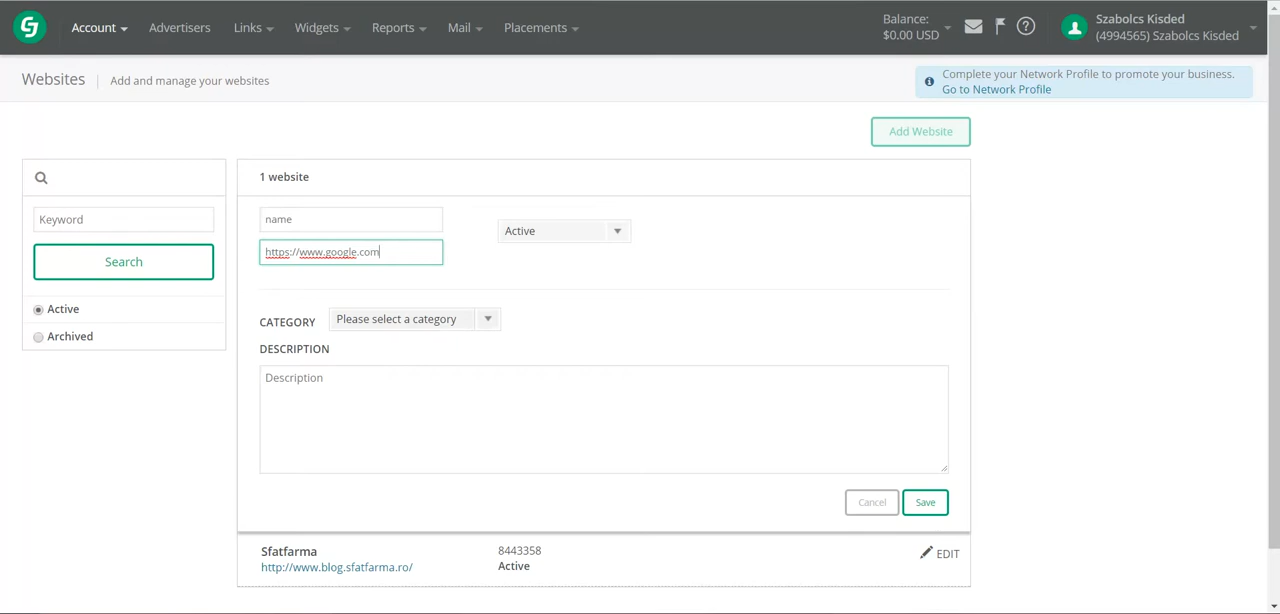 Account Advertisers Links Widgets Reports Mail Placements
Balance:
$0.00 USD
Szabolcs Kisded
(4994565) Szabolcs Kisded
Websites Add and manage your websites
Complete your Network Profile to promote your business.
Go to Network Profile
Add Website
Keyword
Search
Active
Archived
1 website
name
Active
https://www.google.com
CATEGORY Please select a category
DESCRIPTION
Description
Cancel Save
Sfatfarma 8443358 EDIT
http://www.blog.sfatfarma.ro/ Active